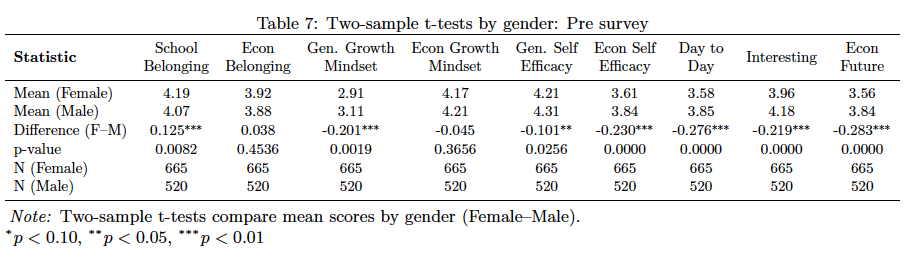 Table 7: Two-sample t-tests by gender: Pre survey
Statistic School Belonging Econ Belonging Gen. Growth Mindset Econ Growth Mindset Gen. Self Efficacy Econ Self Efficacy Day to Day Interesting Econ Future
Mean (Female) 4.19 3.92 2.91 4.17 4.21 3.61 3.58 3.96 3.56
Mean (Male) 4.07 3.88 3.11 4.21 4.31 3.84 3.85 4.18 3.84
Difference (F–M) 0.125*** 0.038 -0.201*** -0.045 -0.101** -0.230*** -0.276*** -0.219*** -0.283***
p-value 0.0082 0.4536 0.0019 0.3656 0.0256 0.0000 0.0000 0.0000 0.0000
N (Female) 665 665 665 665 665 665 665 665 665
N (Male) 520 520 520 520 520 520 520 520 520
Note: Two-sample t-tests compare mean scores by gender (Female–Male).
*p < 0.10, **p < 0.05, ***p < 0.01